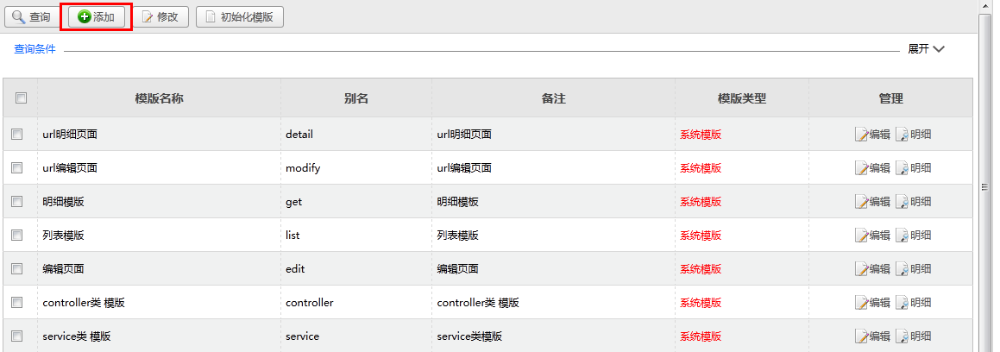 查询 添加 修改 初始化模版
查询条件 展开
模版名称 别名 备注 模版类型 管理
url明细页面 detail url明细页面 系统模版 编辑 明细
url编辑页面 modify url编辑页面 系统模版 编辑 明细
明细模版 get 明细模板 系统模版 编辑 明细
列表模版 list 列表模版 系统模版 编辑 明细
编辑页面 edit 编辑页面 系统模版 编辑 明细
controller类 模版 controller controller类 模版 系统模版 编辑 明细
service类 模版 service service类模版 系统模版 编辑 明细